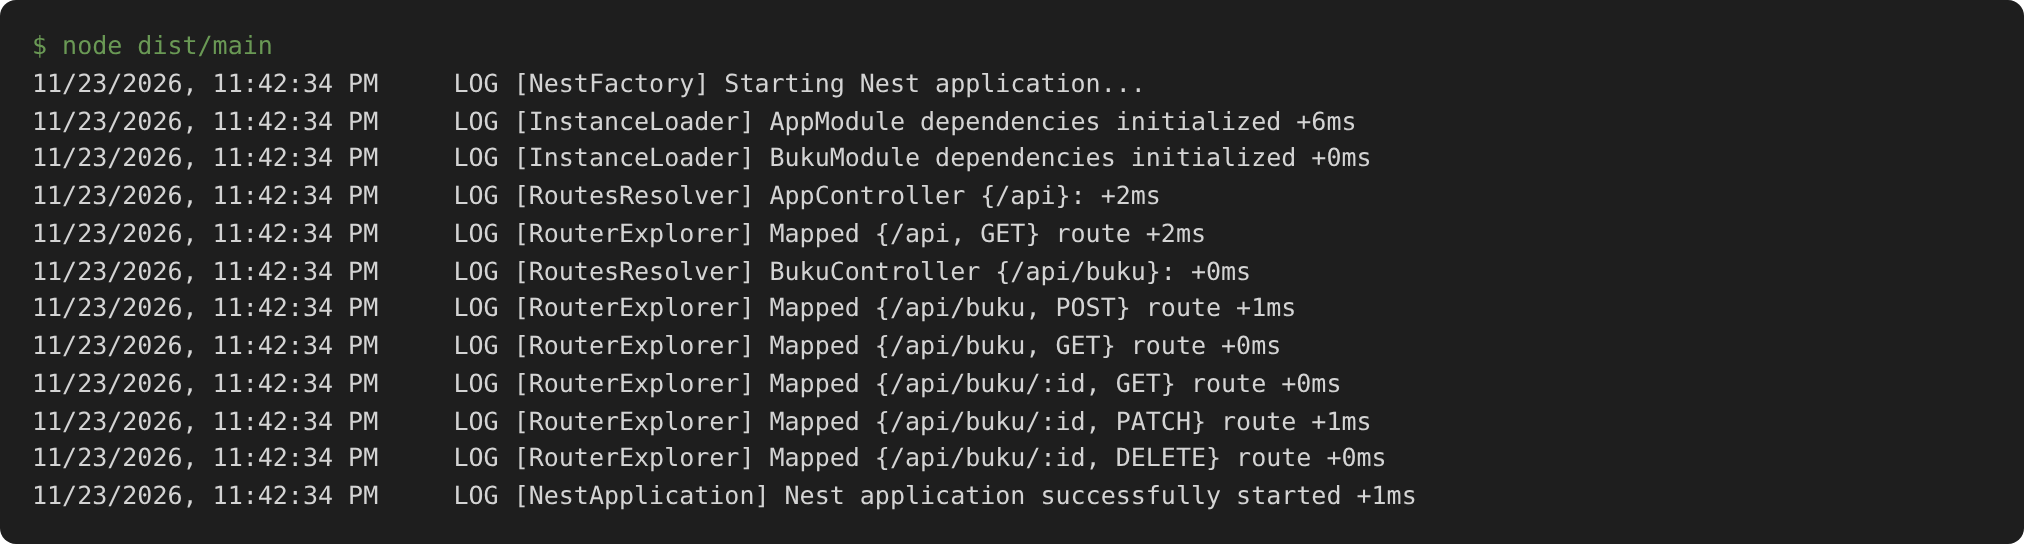 $ node dist/main
11/23/2026, 11:42:34 PM     LOG [NestFactory] Starting Nest application...
11/23/2026, 11:42:34 PM     LOG [InstanceLoader] AppModule dependencies initialized +6ms
11/23/2026, 11:42:34 PM     LOG [InstanceLoader] BukuModule dependencies initialized +0ms
11/23/2026, 11:42:34 PM     LOG [RoutesResolver] AppController {/api}: +2ms
11/23/2026, 11:42:34 PM     LOG [RouterExplorer] Mapped {/api, GET} route +2ms
11/23/2026, 11:42:34 PM     LOG [RoutesResolver] BukuController {/api/buku}: +0ms
11/23/2026, 11:42:34 PM     LOG [RouterExplorer] Mapped {/api/buku, POST} route +1ms
11/23/2026, 11:42:34 PM     LOG [RouterExplorer] Mapped {/api/buku, GET} route +0ms
11/23/2026, 11:42:34 PM     LOG [RouterExplorer] Mapped {/api/buku/:id, GET} route +0ms
11/23/2026, 11:42:34 PM     LOG [RouterExplorer] Mapped {/api/buku/:id, PATCH} route +1ms
11/23/2026, 11:42:34 PM     LOG [RouterExplorer] Mapped {/api/buku/:id, DELETE} route +0ms
11/23/2026, 11:42:34 PM     LOG [NestApplication] Nest application successfully started +1ms